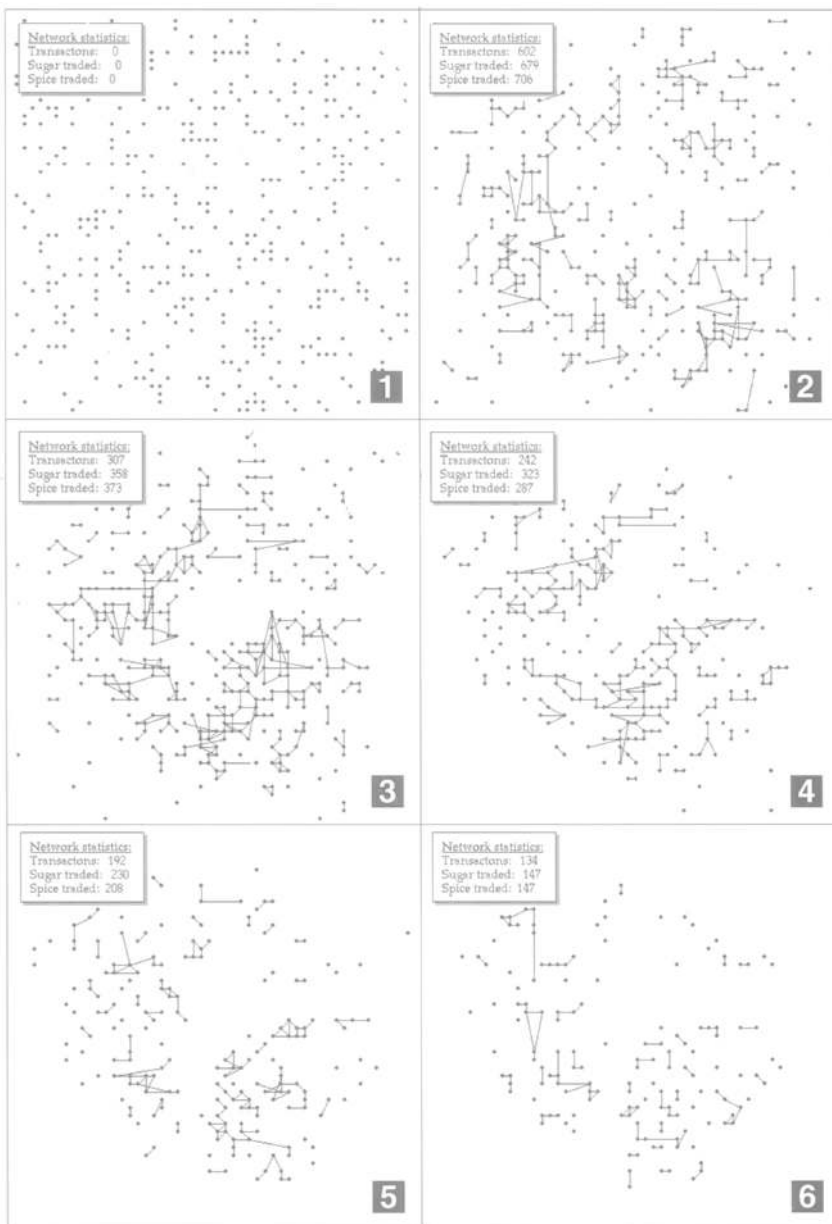 Network statistics:
Transactons: 0
Sugar traded: 0
Spice traded: 0
1
Network statistics:
Transactons: 602
Sugar traded: 679
Spice traded: 706
2
Network statistics:
Transactons: 307
Sugar traded: 358
Spice traded: 373
3
Network statistics:
Transactons: 242
Sugar traded: 323
Spice traded: 287
4
Network statistics:
Transactons: 192
Sugar traded: 230
Spice traded: 208
5
Network statistics:
Transactons: 134
Sugar traded: 147
Spice traded: 147
6